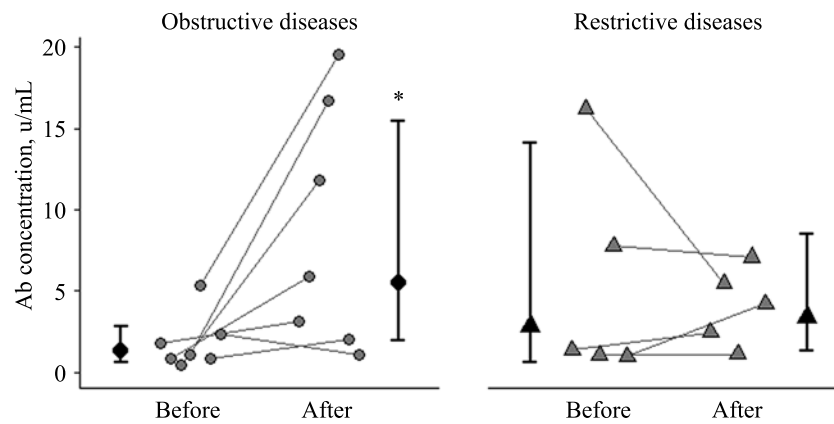 Obstructive diseases
Restrictive diseases
Ab concentration, u/mL
20
15
10
5
0
*
Before
After
Before
After